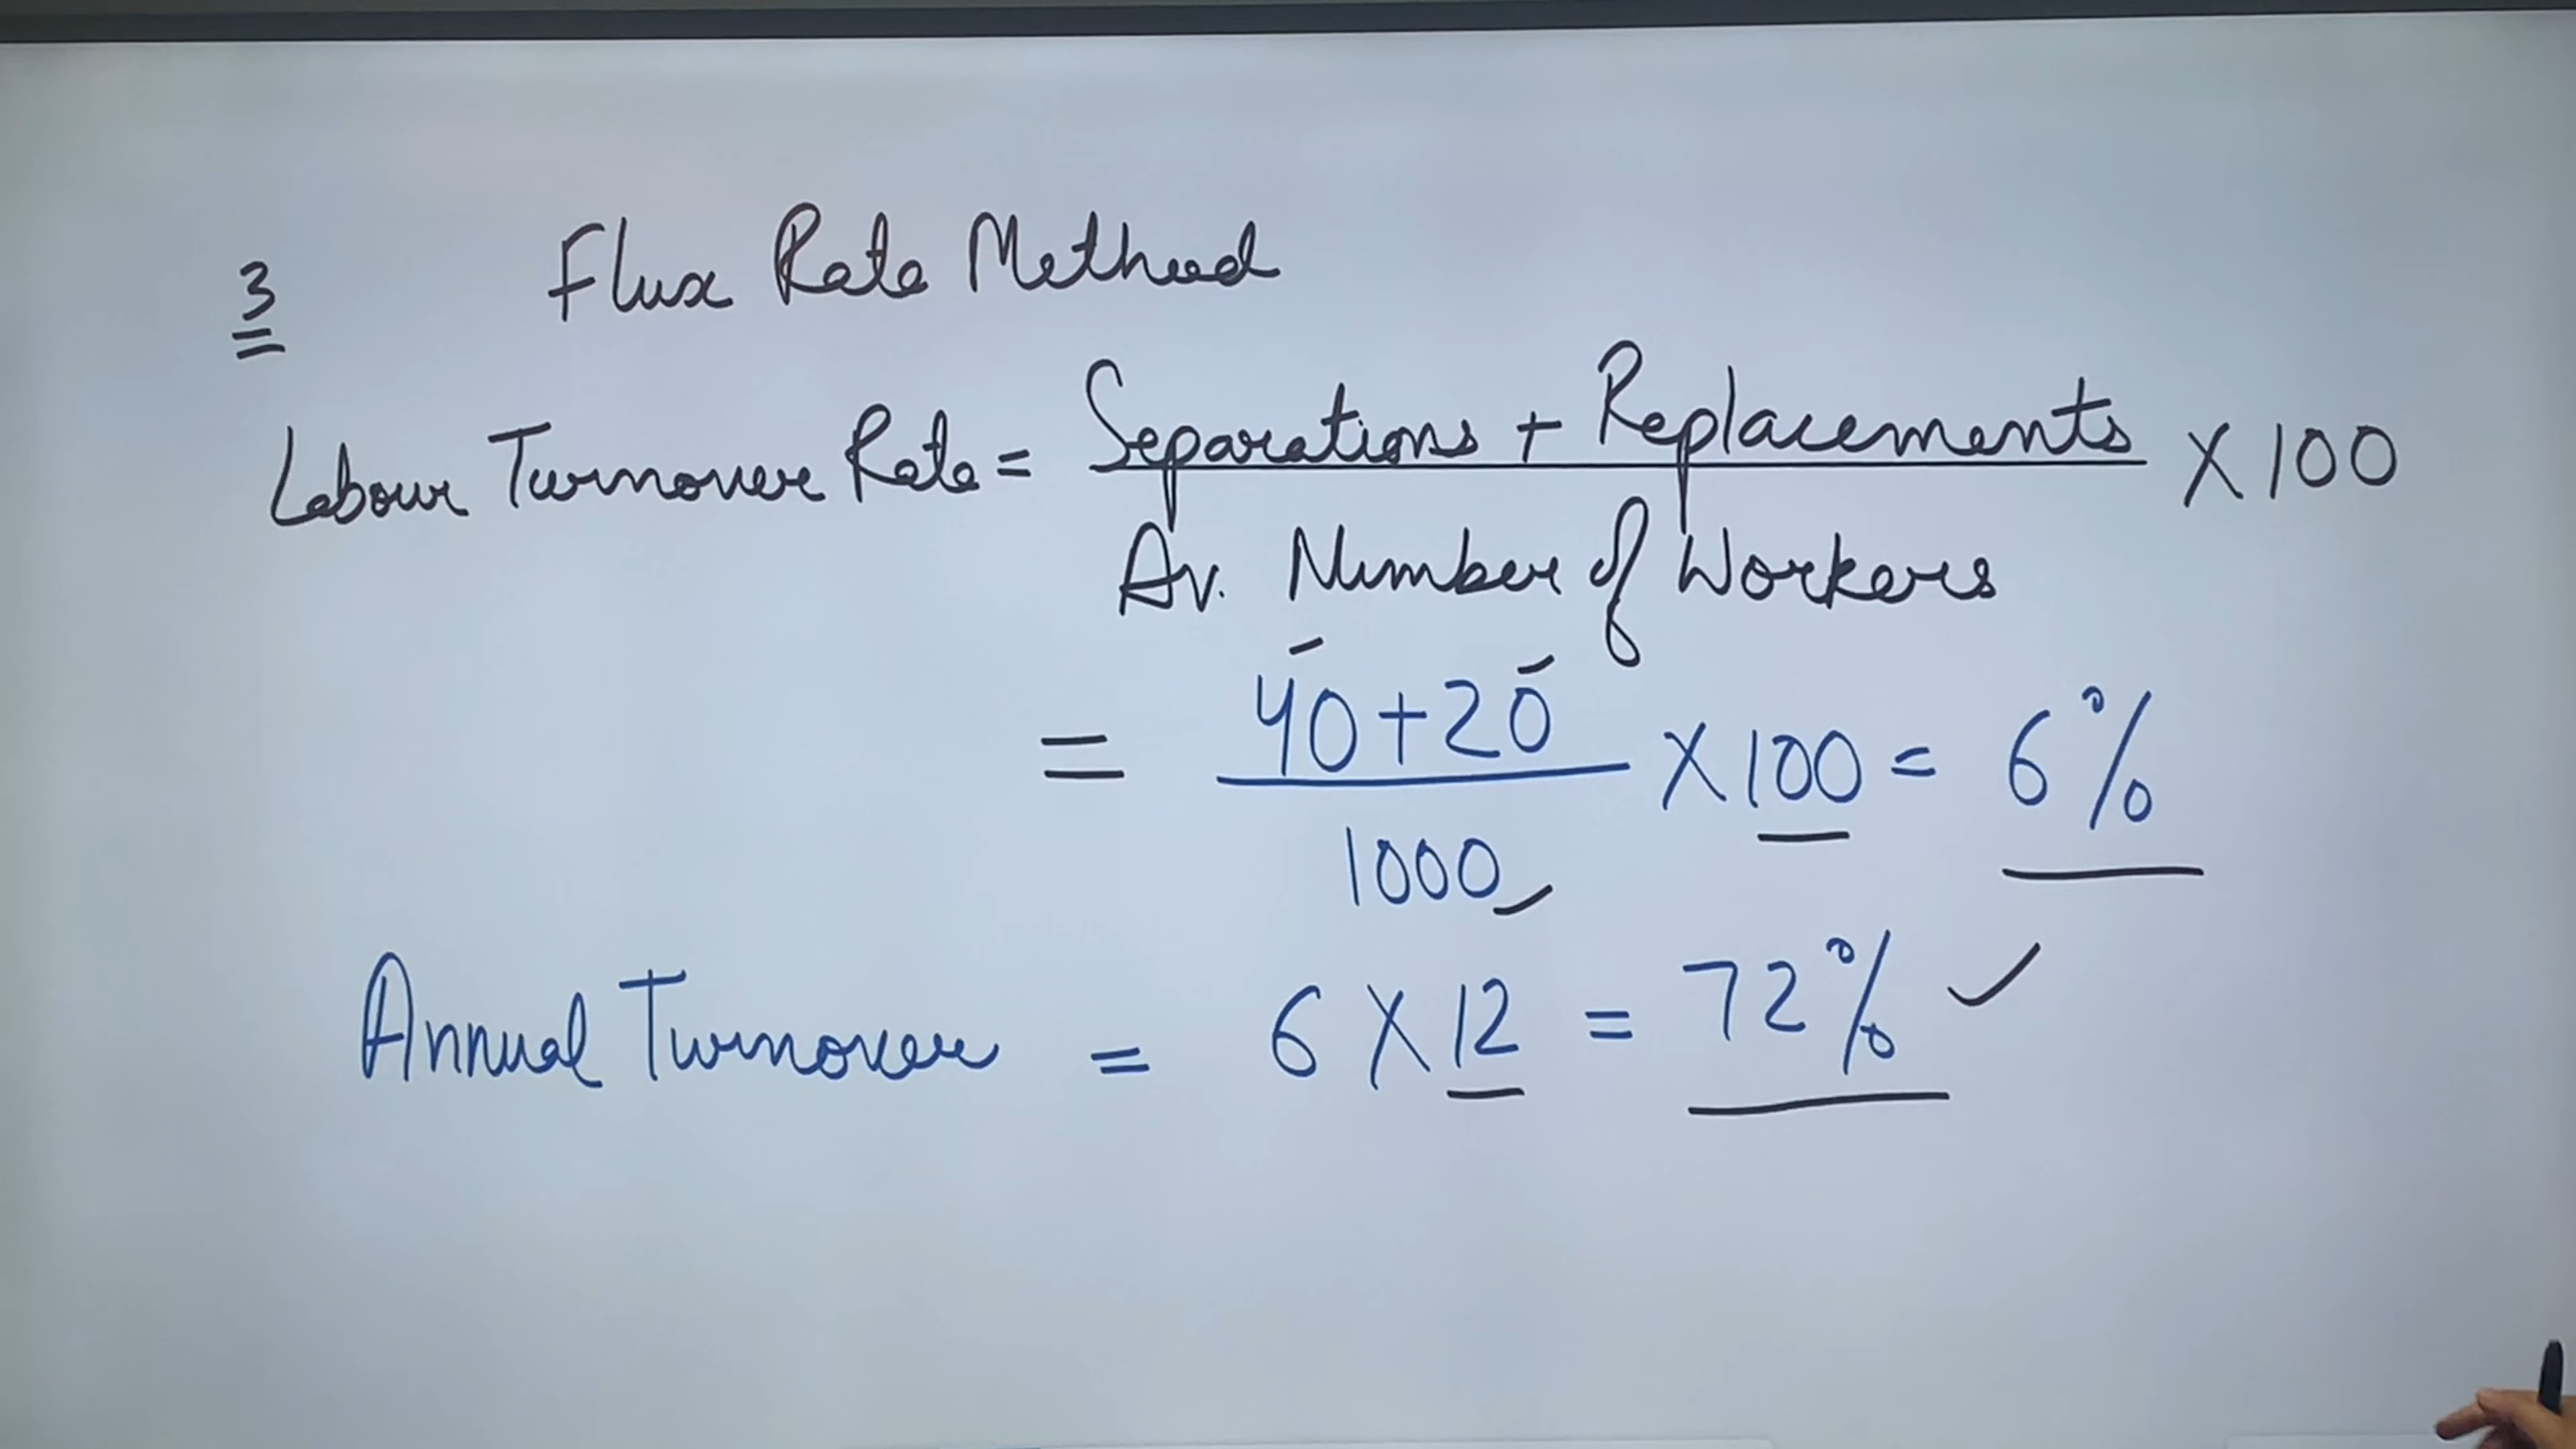 3 Flux Rate Method
Labour Turnover Rate = Separations + Replacements X 100
Av. Number of Workers
= 40+20 X 100 = 6%
1000
Annual Turnover = 6 X 12 = 72% ✓